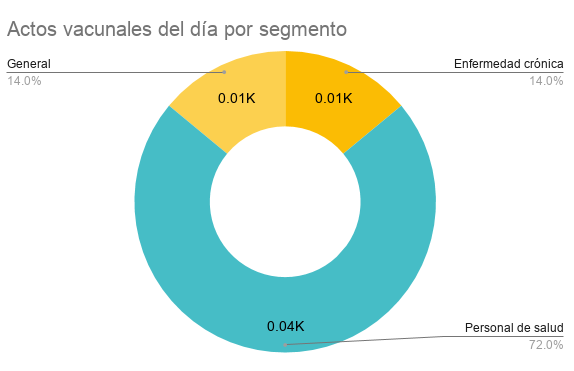 Actos vacunales del día por segmento
General
14.0%
Enfermedad crónica
14.0%
0.01K
0.01K
0.04K
Personal de salud
72.0%